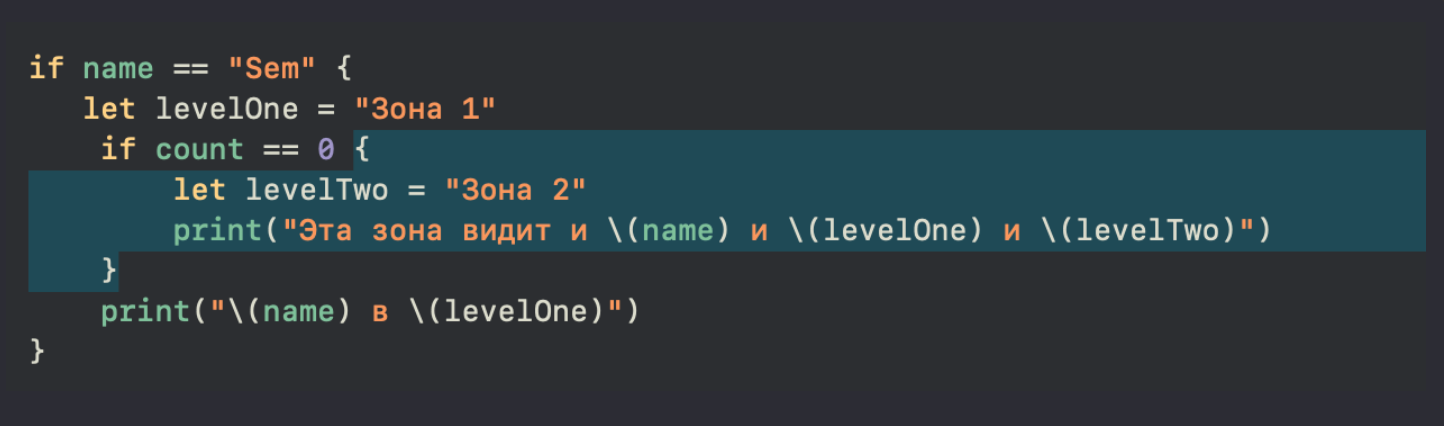 if name == "Sem" {
let levelOne = "Зона 1"
if count == 0 {
let levelTwo = "Зона 2"
print("Эта зона видит и \(name) и \(levelOne) и \(levelTwo)")
}
print("\(name) в \(levelOne)")
}